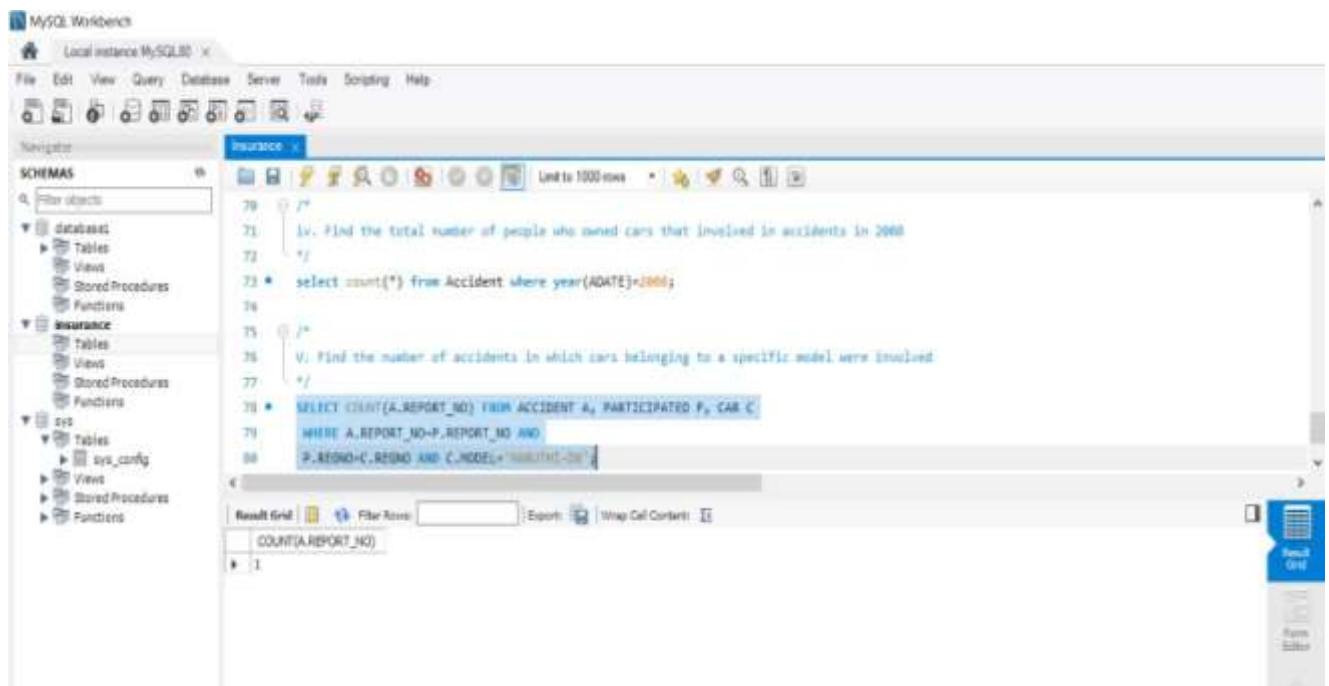 MySQL Workbench
Local instance MySQL80 ×
File Edit View Query Database Server Tools Scripting Help
Navigator
SCHEMAS
Filter objects
database1
Tables
Views
Stored Procedures
Functions
insurance
Tables
Views
Stored Procedures
Functions
sys
Tables
sys_config
Views
Stored Procedures
Functions
insurance ×
Limit to 1000 rows
70 /*
71 iv. Find the total number of people who owned cars that involved in accidents in 2008
72 */
73 select count(*) from Accident where year(ADATE)=2008;
74
75 /*
76 V. Find the number of accidents in which cars belonging to a specific model were involved
77 */
78 SELECT COUNT(A.REPORT_NO) FROM ACCIDENT A, PARTICIPATED P, CAR C
79 WHERE A.REPORT_NO=P.REPORT_NO AND
80 P.REGNO=C.REGNO AND C.MODEL=
Result Grid Filter Rows: Export: Wrap Cell Content:
COUNT(A.REPORT_NO)
1
Result Grid
Form Editor